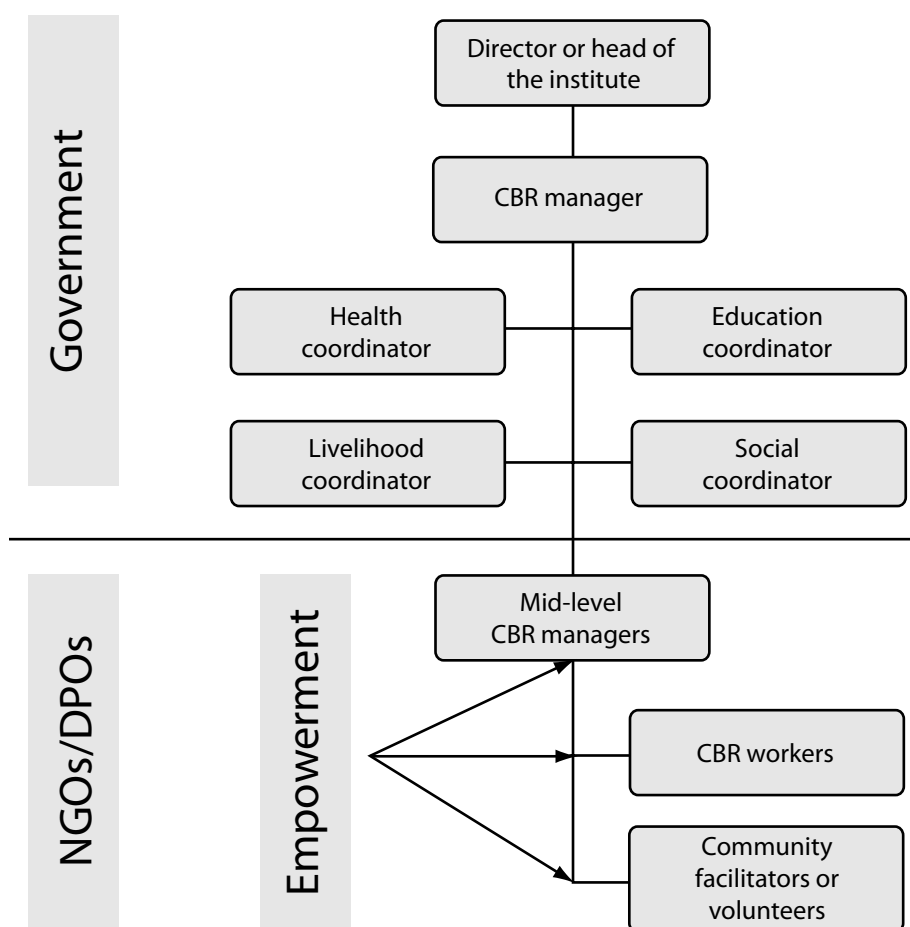 Government
Director or head of
the institute
CBR manager
Health
coordinator
Education
coordinator
Livelihood
coordinator
Social
coordinator
NGOs/DPOs
Empowerment
Mid-level
CBR managers
CBR workers
Community
facilitators or
volunteers